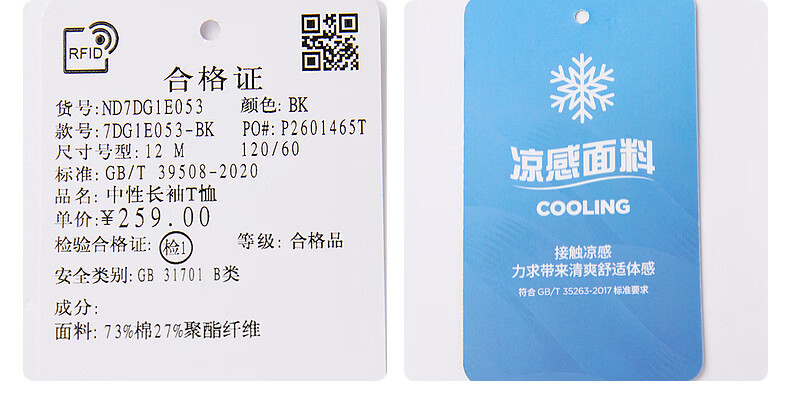 RFID
合格证
货号:ND7DG1E053 颜色: BK
款号:7DG1E053-BK PO#: P2601465T
尺寸号型:12 M 120/60
标准: GB/T 39508-2020
品名: 中性长袖T恤
单价:¥259.00
检验合格证: 检1 等级: 合格品
安全类别: GB 31701 B类
成分:
面料: 73%棉27%聚酯纤维
凉感面料
COOLING
接触凉感
力求带来清爽舒适体感
符合 GB/T 35263-2017 标准要求